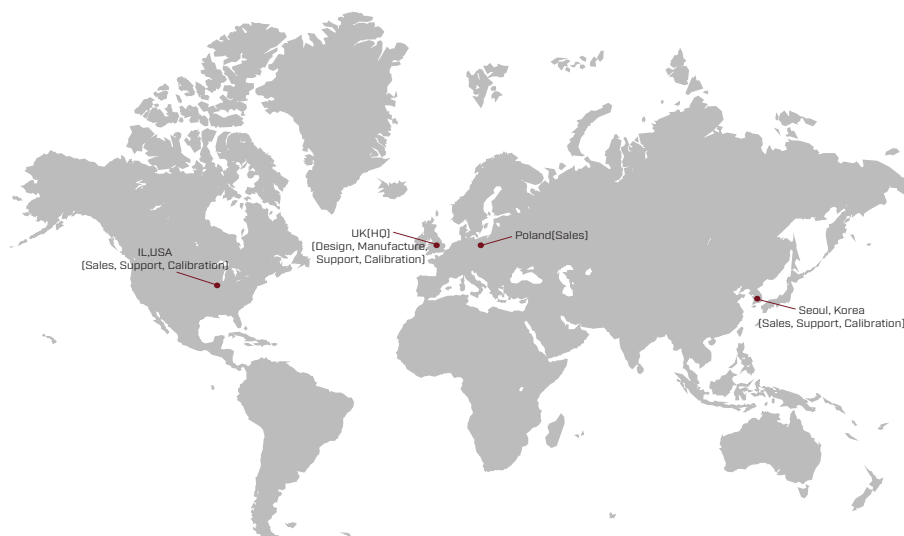 IL,USA
[Sales, Support, Calibration]
UK[HQ]
[Design, Manufacture,
Support, Calibration]
Poland[Sales]
Seoul, Korea
[Sales, Support, Calibration]